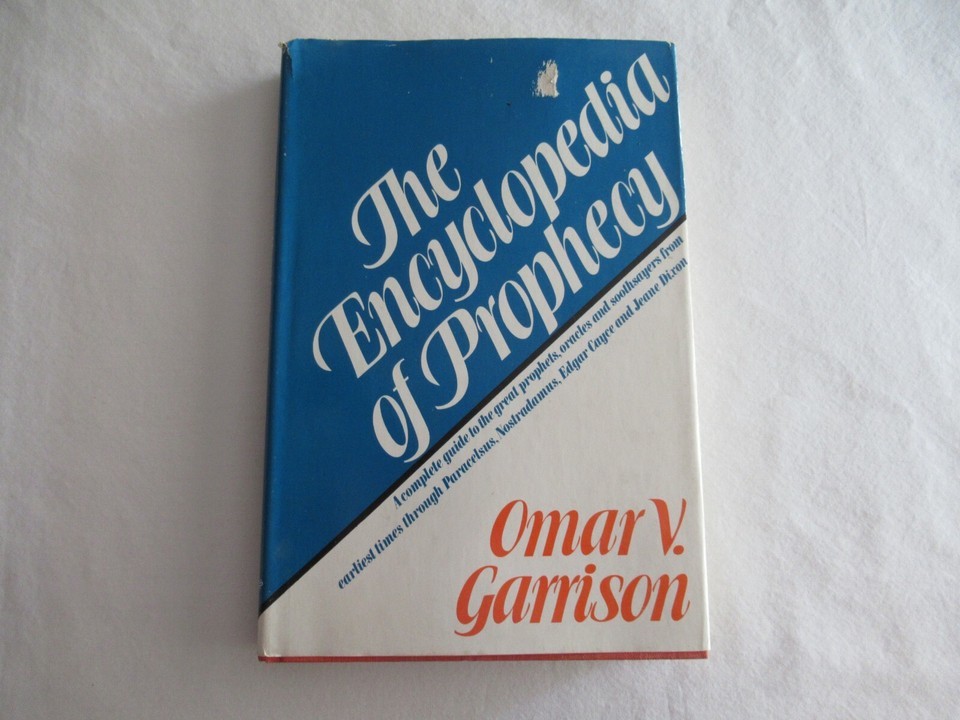 The
Encyclopedia
of Prophecy
A complete guide to the great prophets, oracles and soothsayers from
earliest times through Paracelsus, Nostradamus, Edgar Cayce and Jeane Dixon
Omar V.
Garrison